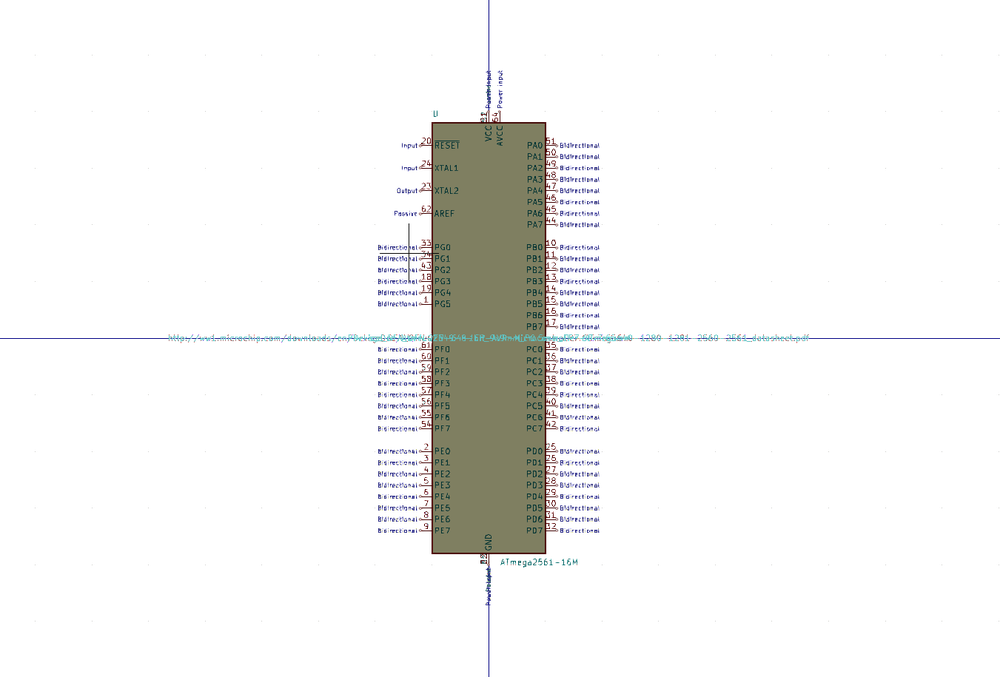 Power input
U
VCC
64
AVCC
20 RESET
Input
24 XTAL1
Input
23 XTAL2
Output
62 AREF
Passive
33 PG0
Bidirectional
34 PG1
Bidirectional
43 PG2
Bidirectional
18 PG3
Bidirectional
19 PG4
Bidirectional
1 PG5
Bidirectional
61 PF0
Bidirectional
60 PF1
Bidirectional
59 PF2
Bidirectional
58 PF3
Bidirectional
57 PF4
Bidirectional
56 PF5
Bidirectional
55 PF6
Bidirectional
54 PF7
Bidirectional
2 PE0
Bidirectional
3 PE1
Bidirectional
4 PE2
Bidirectional
5 PE3
Bidirectional
6 PE4
Bidirectional
7 PE5
Bidirectional
8 PE6
Bidirectional
9 PE7
Bidirectional
PA0 51 Bidirectional
PA1 50 Bidirectional
PA2 49 Bidirectional
PA3 48 Bidirectional
PA4 47 Bidirectional
PA5 46 Bidirectional
PA6 45 Bidirectional
PA7 44 Bidirectional
PB0 10 Bidirectional
PB1 11 Bidirectional
PB2 12 Bidirectional
PB3 13 Bidirectional
PB4 14 Bidirectional
PB5 15 Bidirectional
PB6 16 Bidirectional
PB7 17 Bidirectional
PC0 35 Bidirectional
PC1 36 Bidirectional
PC2 37 Bidirectional
PC3 38 Bidirectional
PC4 39 Bidirectional
PC5 40 Bidirectional
PC6 41 Bidirectional
PC7 42 Bidirectional
PD0 25 Bidirectional
PD1 26 Bidirectional
PD2 27 Bidirectional
PD3 28 Bidirectional
PD4 29 Bidirectional
PD5 30 Bidirectional
PD6 31 Bidirectional
PD7 32 Bidirectional
GND
ATmega2561-16M